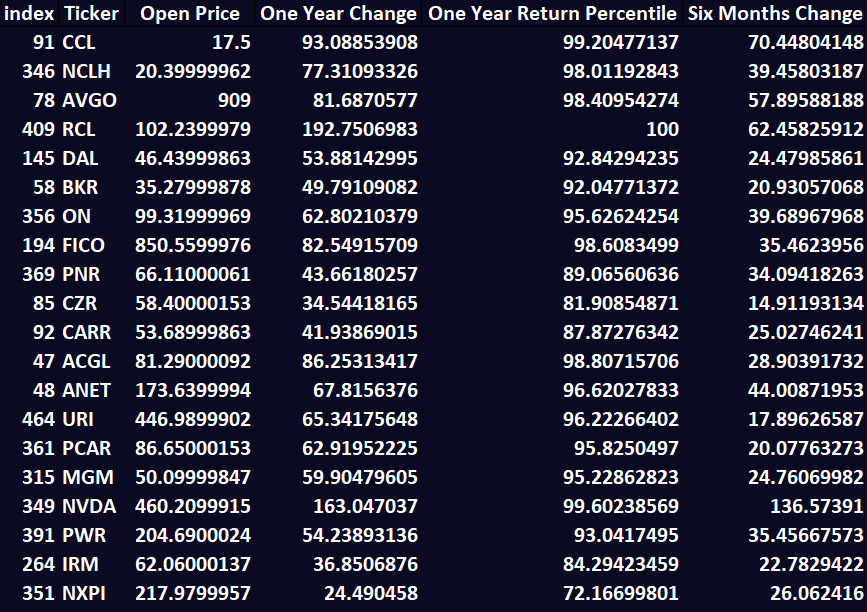 index Ticker Open Price One Year Change One Year Return Percentile Six Months Change
91 CCL 17.5 93.08853908 99.20477137 70.44804148
346 NCLH 20.39999962 77.31093326 98.01192843 39.45803187
78 AVGO 909 81.6870577 98.40954274 57.89588188
409 RCL 102.2399979 192.7506983 100 62.45825912
145 DAL 46.43999863 53.88142995 92.84294235 24.47985861
58 BKR 35.27999878 49.79109082 92.04771372 20.93057068
356 ON 99.31999969 62.80210379 95.62624254 39.68967968
194 FICO 850.5599976 82.54915709 98.6083499 35.4623956
369 PNR 66.11000061 43.66180257 89.06560636 34.09418263
85 CZR 58.40000153 34.54418165 81.90854871 14.91193134
92 CARR 53.68999863 41.93869015 87.87276342 25.02746241
47 ACGL 81.29000092 86.25313417 98.80715706 28.90391732
48 ANET 173.6399994 67.8156376 96.62027833 44.00871953
464 URI 446.9899902 65.34175648 96.22266402 17.89626587
361 PCAR 86.65000153 62.91952225 95.8250497 20.07763273
315 MGM 50.09999847 59.90479605 95.22862823 24.76069982
349 NVDA 460.2099915 163.047037 99.60238569 136.57391
391 PWR 204.6900024 54.23893136 93.0417495 35.45667573
264 IRM 62.06000137 36.8506876 84.29423459 22.7829422
351 NXPI 217.9799957 24.490458 72.16699801 26.062416